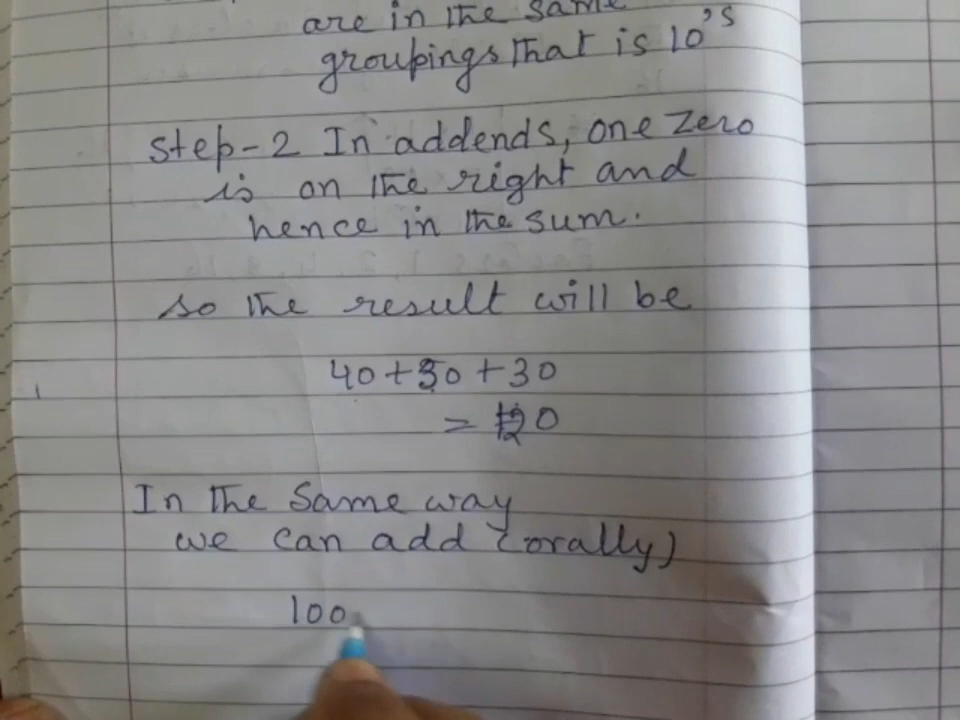 are in the same
groupings that is 10's
Step-2 In addends, one zero
is on the right and
hence in the sum.
so the result will be
40+50+30
= 120
In the Same way
we can add (orally)
100